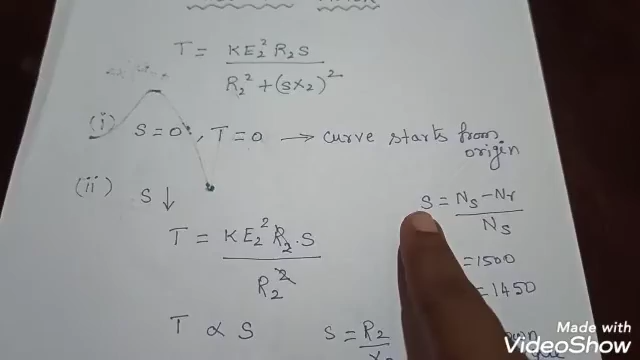 T = KE₂² R₂ S / R₂² + (SX₂)²
(i) S = 0, T = 0 → curve starts from origin
(ii) S ↓
S = Ns - Nr / Ns
T = KE₂² R₂ · S / R₂²
= 1500
= 1450
T ∝ S
S = R₂
Made with
VideoShow